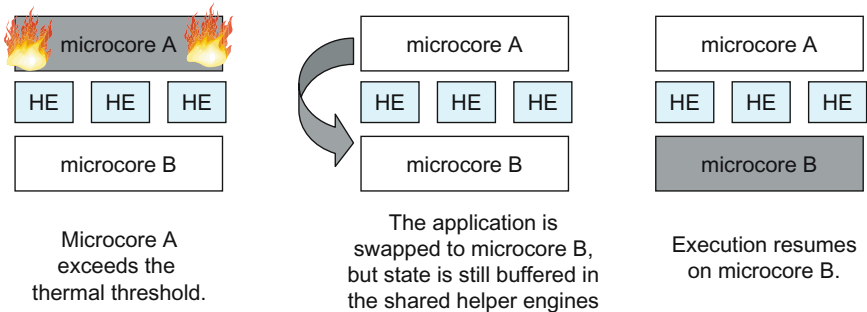 microcore A
HE HE HE
microcore B
Microcore A
exceeds the
thermal threshold.
microcore A
HE HE HE
microcore B
The application is
swapped to microcore B,
but state is still buffered in
the shared helper engines
microcore A
HE HE HE
microcore B
Execution resumes
on microcore B.